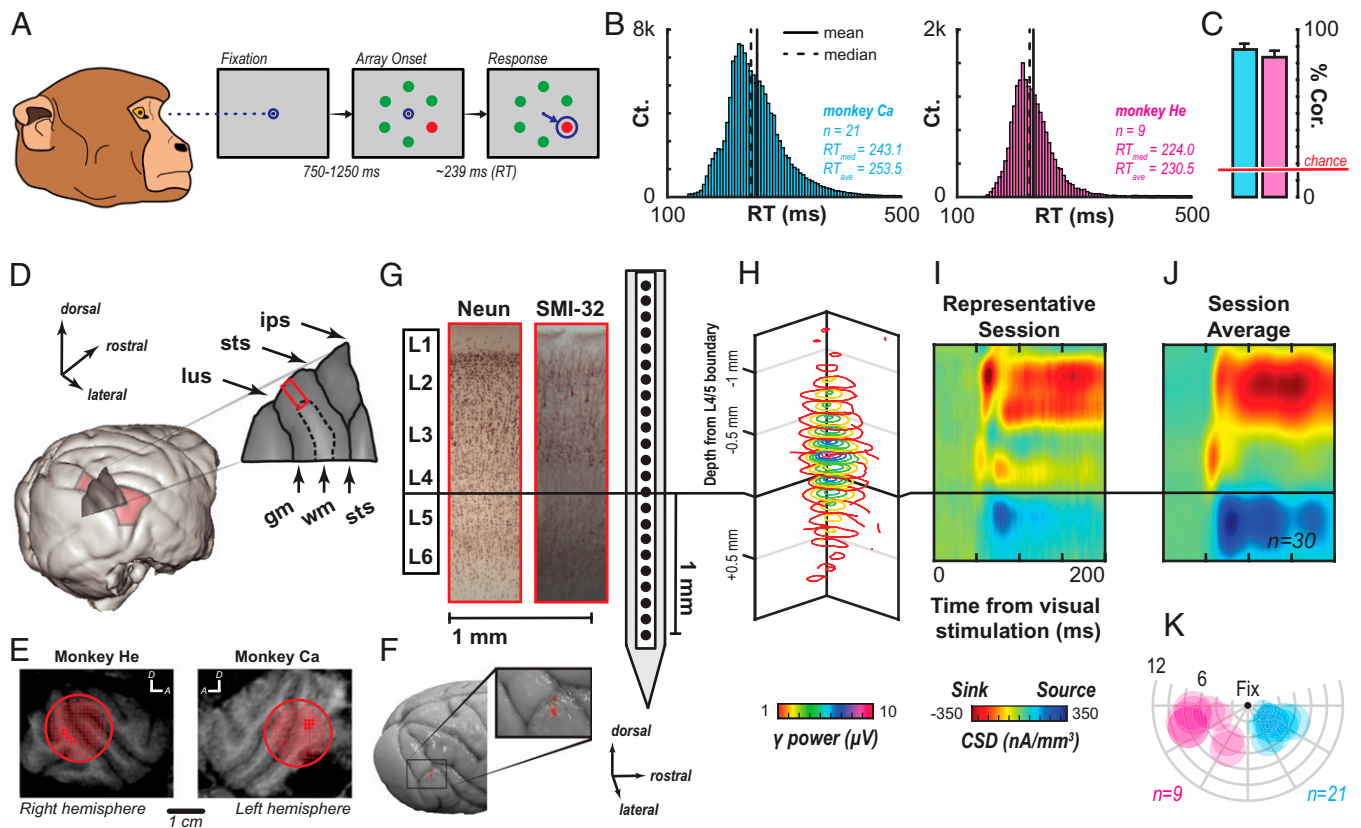 A
Fixation
Array Onset
Response
750-1250 ms
~239 ms (RT)
B
8k
Ct.
0
100
RT (ms)
500
mean
median
monkey Ca
n = 21
RTmed = 243.1
RTave = 253.5
2k
Ct.
0
100
RT (ms)
500
monkey He
n = 9
RTmed = 224.0
RTave = 230.5
C
100
% Cor.
chance
0
D
dorsal
rostral
lateral
ips
sts
lus
gm
wm
sts
E
Monkey He
D
A
Right hemisphere
1 cm
Monkey Ca
D
A
Left hemisphere
F
dorsal
rostral
lateral
G
Neun
SMI-32
L1
L2
L3
L4
L5
L6
1 mm
1 mm
H
Depth from L4/5 boundary
-1 mm
-0.5 mm
+0.5 mm
1
10
γ power (μV)
I
Representative
Session
0
200
Time from visual
stimulation (ms)
Sink
Source
-350
350
CSD (nA/mm³)
J
Session
Average
n=30
K
12
6
Fix
n=9
n=21